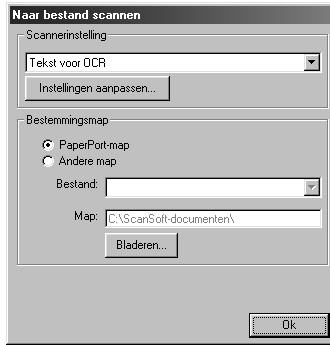 Naar bestand scannen
Scannerinstelling
Tekst voor OCR
Instellingen aanpassen...
Bestemmingsmap
PaperPort-map
Andere map
Bestand:
Map: C:\ScanSoft-documenten\
Bladeren...
Ok